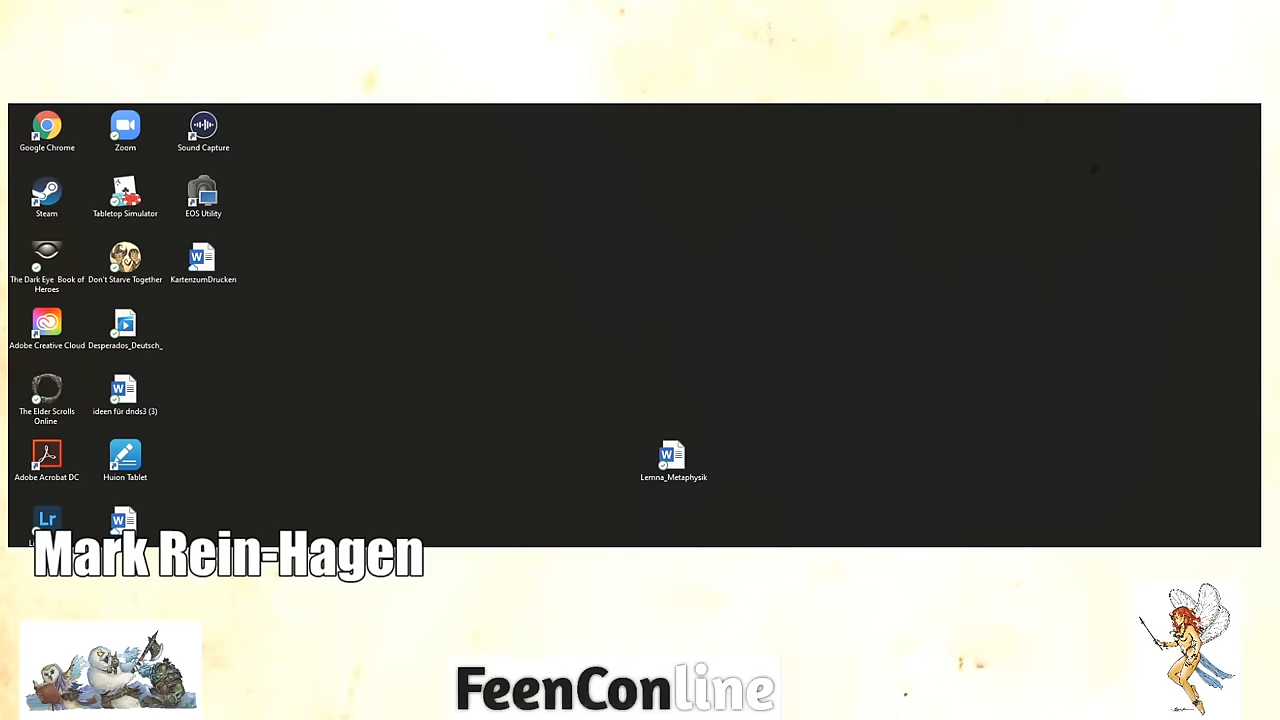 Google Chrome
Zoom
Sound Capture
Steam
Tabletop Simulator
EOS Utility
The Dark Eye Book of
Heroes
Don't Starve Together
KartenzumDrucken
Adobe Creative Cloud
Desperados_Deutsch_
The Elder Scrolls
Online
ideen für dnds3 (3)
Adobe Acrobat DC
Huion Tablet
Lemna_Metaphysik
Lr
Mark Rein-Hagen
FeenConline